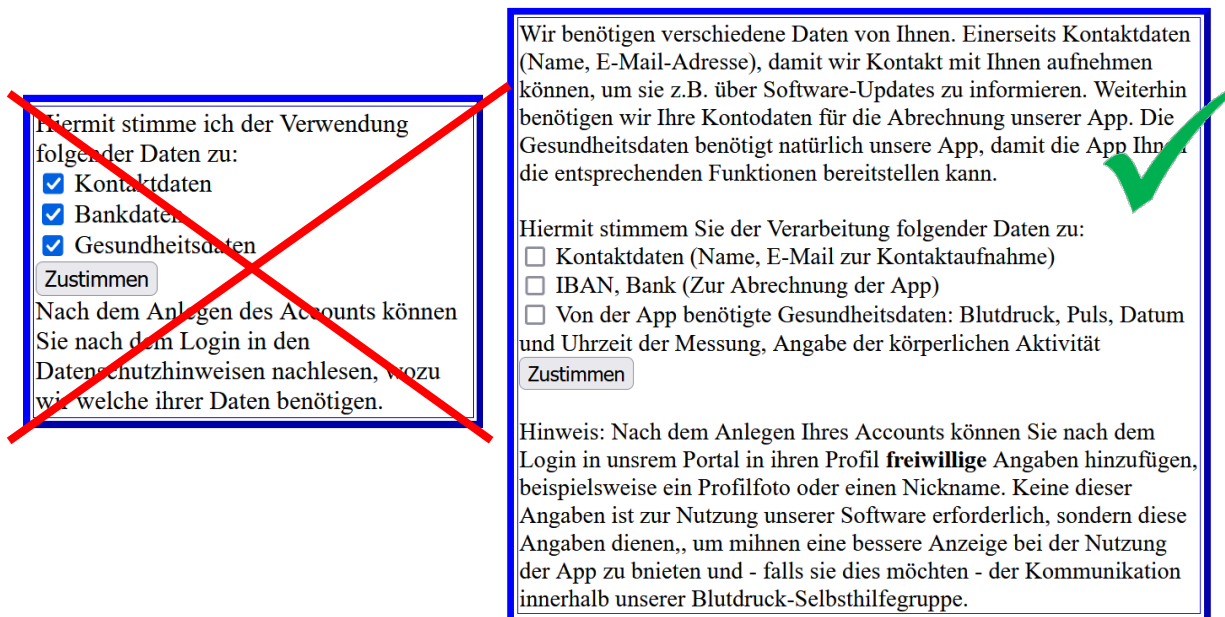 Hiermit stimme ich der Verwendung
folgender Daten zu:
Kontaktdaten
Bankdaten
Gesundheitsdaten
Zustimmen
Nach dem Anlegen des Accounts können
Sie nach dem Login in den
Datenschutzhinweisen nachlesen, wozu
wir welche ihrer Daten benötigen.
Wir benötigen verschiedene Daten von Ihnen. Einerseits Kontaktdaten
(Name, E-Mail-Adresse), damit wir Kontakt mit Ihnen aufnehmen
können, um sie z.B. über Software-Updates zu informieren. Weiterhin
benötigen wir Ihre Kontodaten für die Abrechnung unserer App. Die
Gesundheitsdaten benötigt natürlich unsere App, damit die App Ihnen
die entsprechenden Funktionen bereitstellen kann.
Hiermit stimmem Sie der Verarbeitung folgender Daten zu:
Kontaktdaten (Name, E-Mail zur Kontaktaufnahme)
IBAN, Bank (Zur Abrechnung der App)
Von der App benötigte Gesundheitsdaten: Blutdruck, Puls, Datum
und Uhrzeit der Messung, Angabe der körperlichen Aktivität
Zustimmen
Hinweis: Nach dem Anlegen Ihres Accounts können Sie nach dem
Login in unsrem Portal in ihren Profil freiwillige Angaben hinzufügen,
beispielsweise ein Profilfoto oder einen Nickname. Keine dieser
Angaben ist zur Nutzung unserer Software erforderlich, sondern diese
Angaben dienen,, um mihnen eine bessere Anzeige bei der Nutzung
der App zu bnieten und - falls sie dies möchten - der Kommunikation
innerhalb unserer Blutdruck-Selbsthilfegruppe.